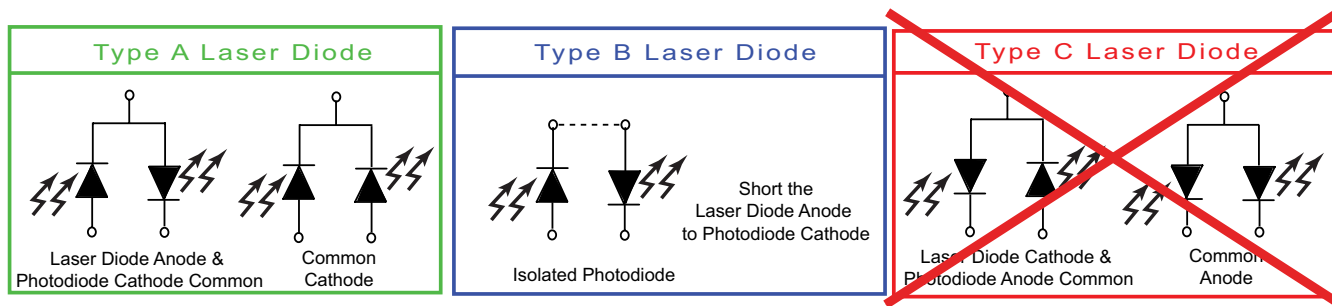 Type A Laser Diode
Laser Diode Anode &
Photodiode Cathode Common
Common
Cathode
Type B Laser Diode
Short the
Laser Diode Anode
to Photodiode Cathode
Isolated Photodiode
Type C Laser Diode
Laser Diode Cathode &
Photodiode Anode Common
Common
Anode